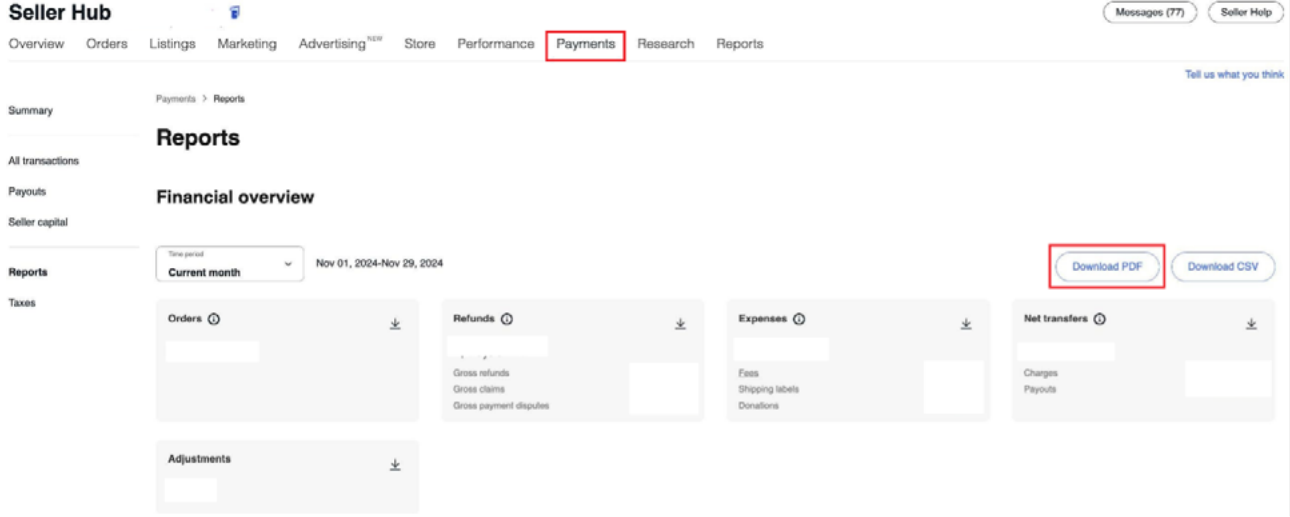 Seller Hub
Messages (77)
Seller Help
Overview
Orders
Listings
Marketing
Advertising NEW
Store
Performance
Payments
Research
Reports
Tell us what you think
Summary
All transactions
Payouts
Seller capital
Reports
Taxes
Payments > Reports
Reports
Financial overview
Time period
Current month
Nov 01, 2024-Nov 29, 2024
Download PDF
Download CSV
Orders
Refunds
Gross refunds
Gross claims
Gross payment disputes
Expenses
Fees
Shipping labels
Donations
Net transfers
Charges
Payouts
Adjustments